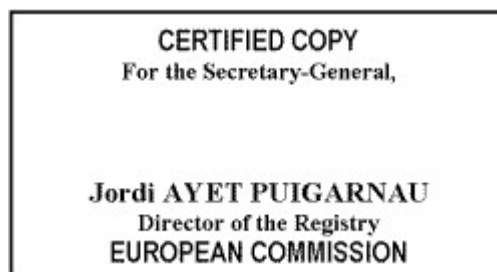 CERTIFIED COPY
For the Secretary-General,
Jordi AYET PUIGARNAU
Director of the Registry
EUROPEAN COMMISSION